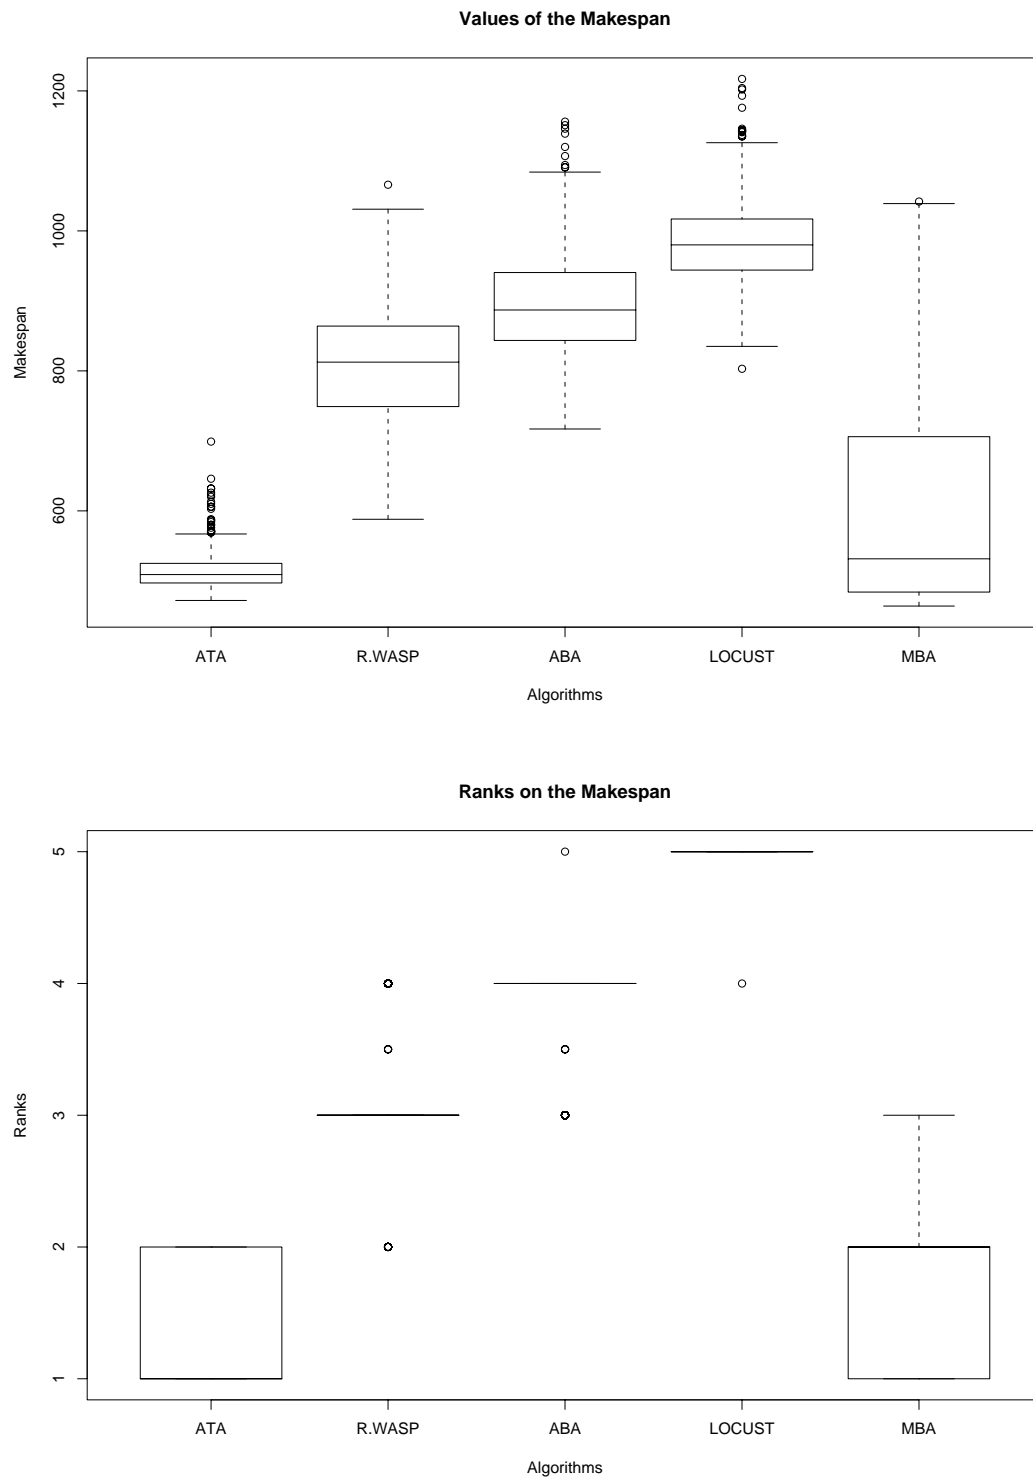 Values of the Makespan
Makespan
1200
1000
800
600
ATA R.WASP ABA LOCUST MBA
Algorithms
Ranks on the Makespan
Ranks
5
4
3
2
1
ATA R.WASP ABA LOCUST MBA
Algorithms